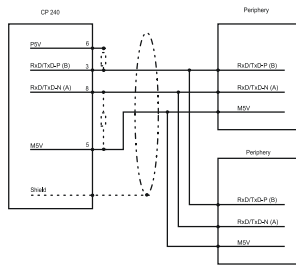 CP 240
Periphery
P5V 6
RxD/TxD-P (B) 3
RxD/TxD-P (B)
RxD/TxD-N (A) 8
RxD/TxD-N (A)
M5V
M5V 5
Periphery
Shield
RxD/TxD-P (B)
RxD/TxD-N (A)
M5V